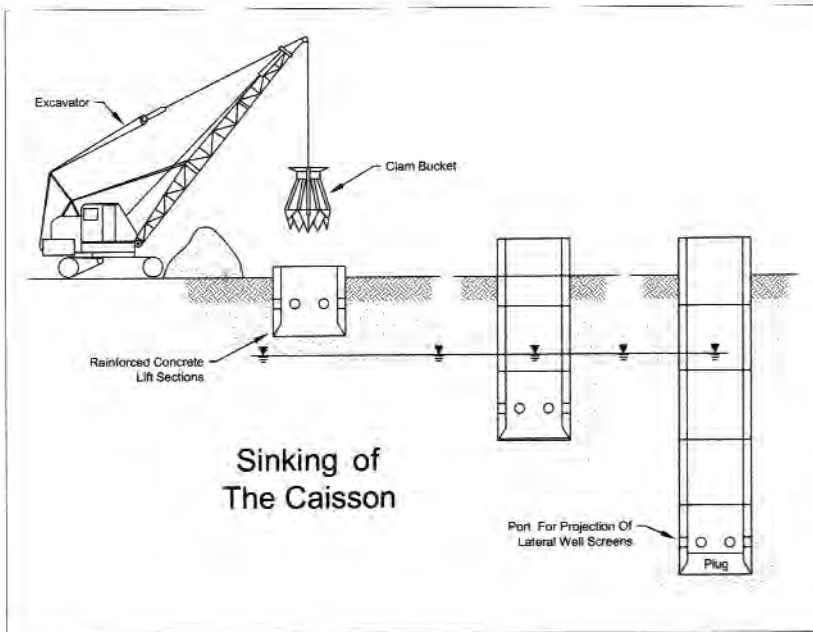 Excavator
Clam Bucket
Rainforced Concrete
Lift Sections
Sinking of
The Caisson
Port For Projection Of
Lateral Well Screens
Plug